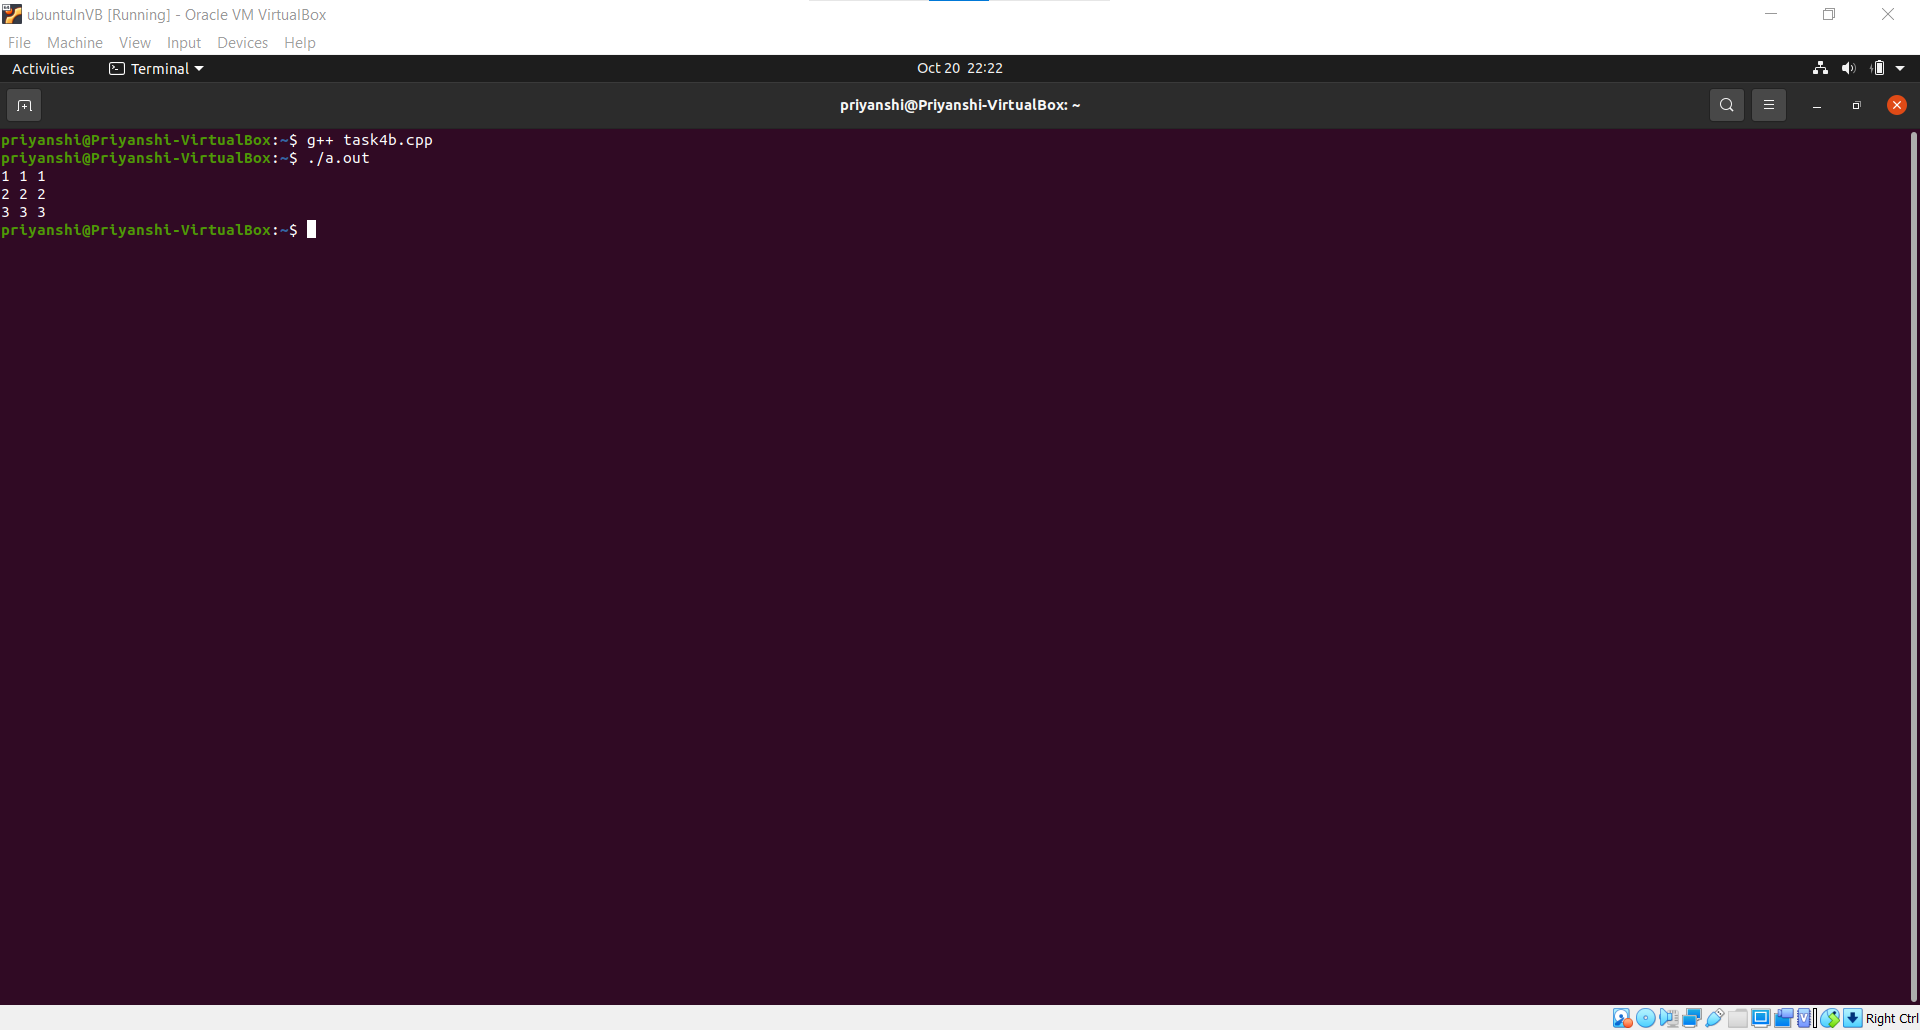 ubuntuInVB [Running] - Oracle VM VirtualBox
File Machine View Input Devices Help
Activities Terminal Oct 20 22:22
priyanshi@Priyanshi-VirtualBox: ~
priyanshi@Priyanshi-VirtualBox:~$ g++ task4b.cpp
priyanshi@Priyanshi-VirtualBox:~$ ./a.out
1 1 1
2 2 2
3 3 3
priyanshi@Priyanshi-VirtualBox:~$
Right Ctrl